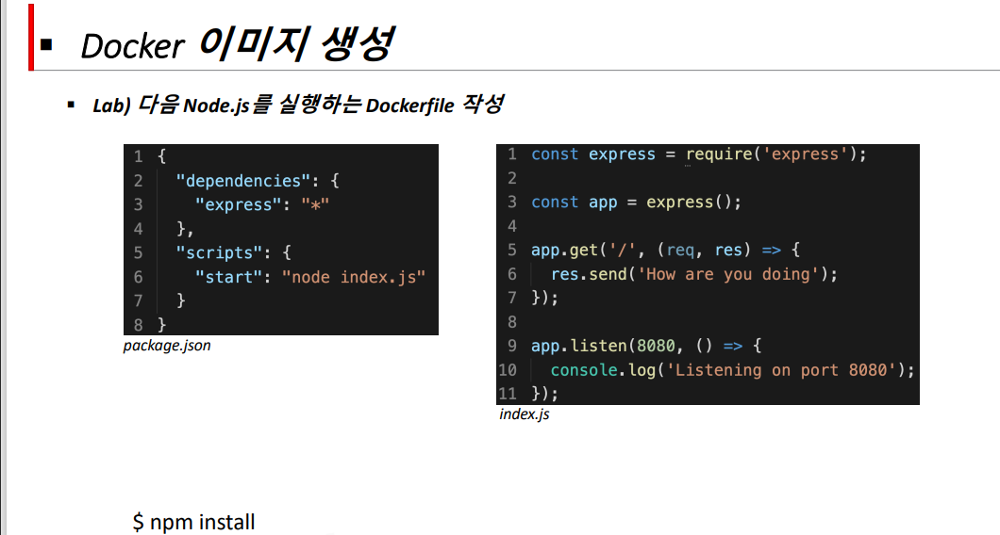 ▪ Docker 이미지 생성
▪ Lab) 다음 Node.js를 실행하는 Dockerfile 작성
1 {
2   "dependencies": {
3     "express": "*"
4   },
5   "scripts": {
6     "start": "node index.js"
7   }
8 }
package.json
1 const express = require('express');
2
3 const app = express();
4
5 app.get('/', (req, res) => {
6   res.send('How are you doing');
7 });
8
9 app.listen(8080, () => {
10   console.log('Listening on port 8080');
11 });
index.js
$ npm install